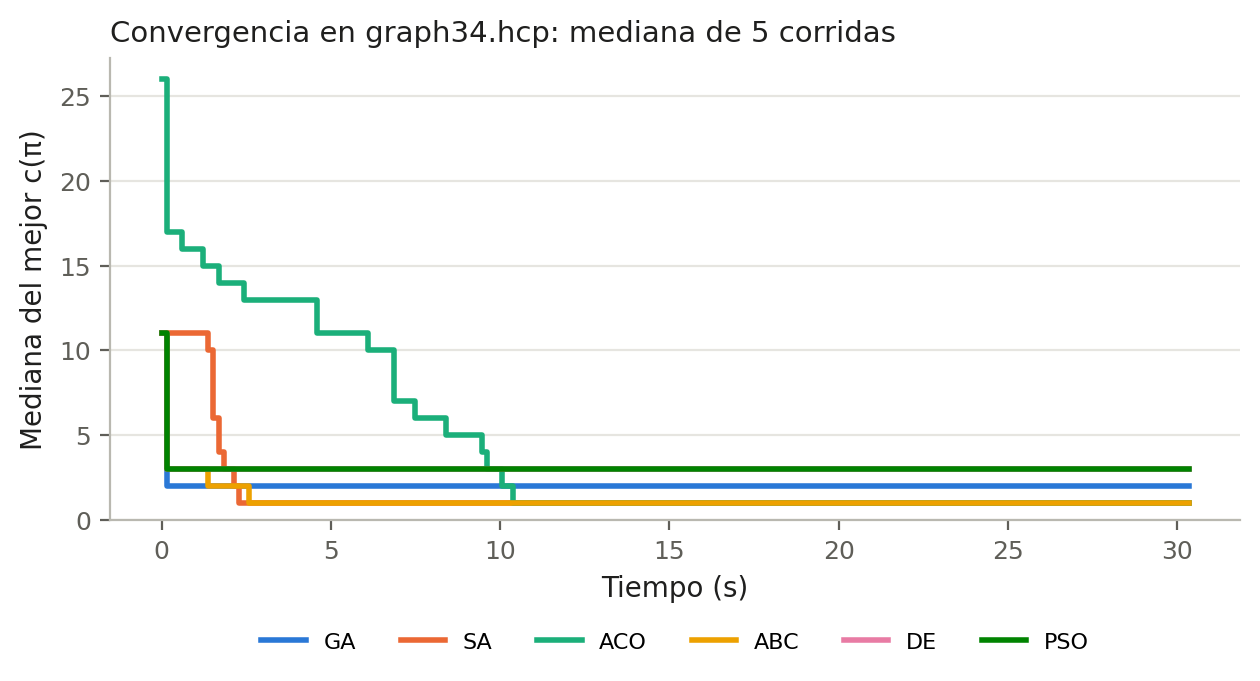 Convergencia en graph34.hcp: mediana de 5 corridas
Mediana del mejor c(π)
25
20
15
10
5
0
0 5 10 15 20 25 30
Tiempo (s)
GA SA ACO ABC DE PSO